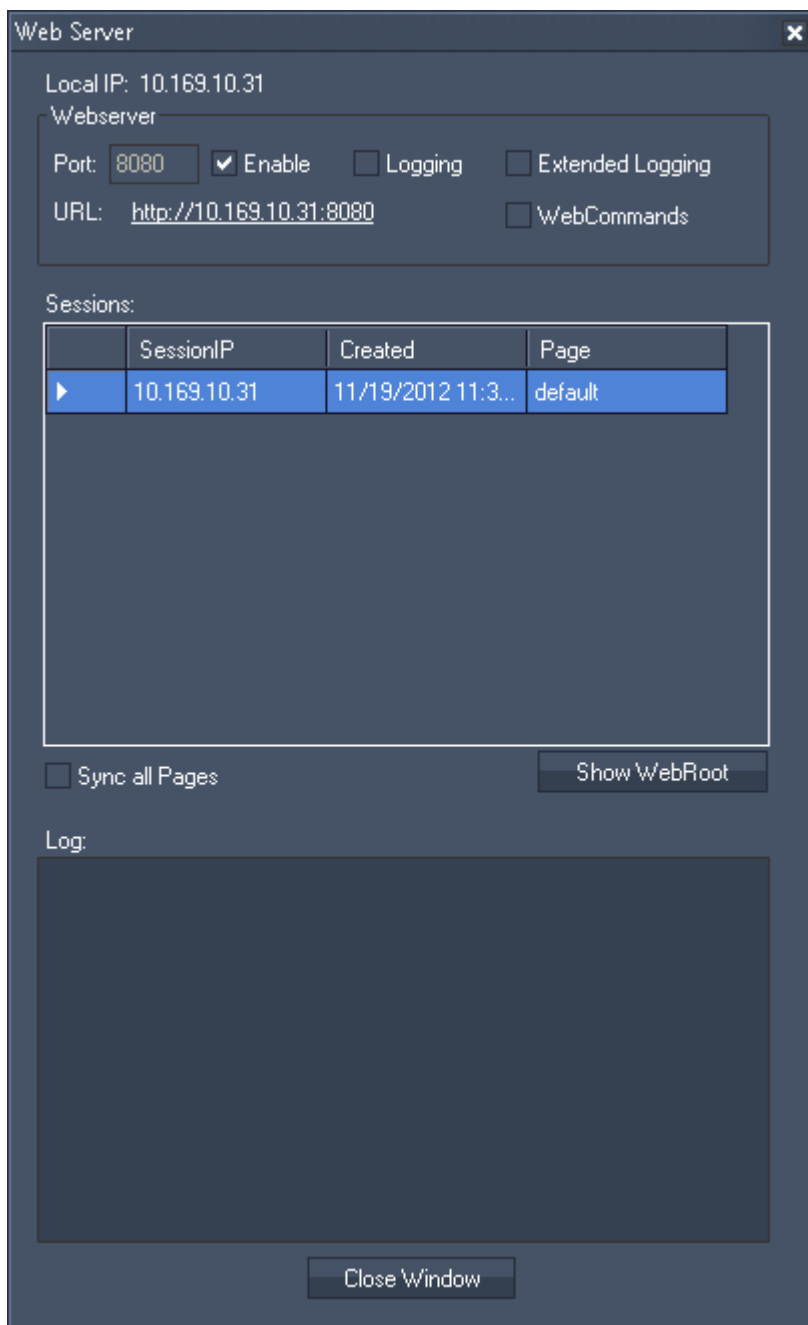 Web Server
Local IP: 10.169.10.31
Webserver
Port: 8080 Enable Logging Extended Logging
URL: http://10.169.10.31:8080 WebCommands
Sessions:
SessionIP Created Page
10.169.10.31 11/19/2012 11:3... default
Sync all Pages Show WebRoot
Log:
Close Window